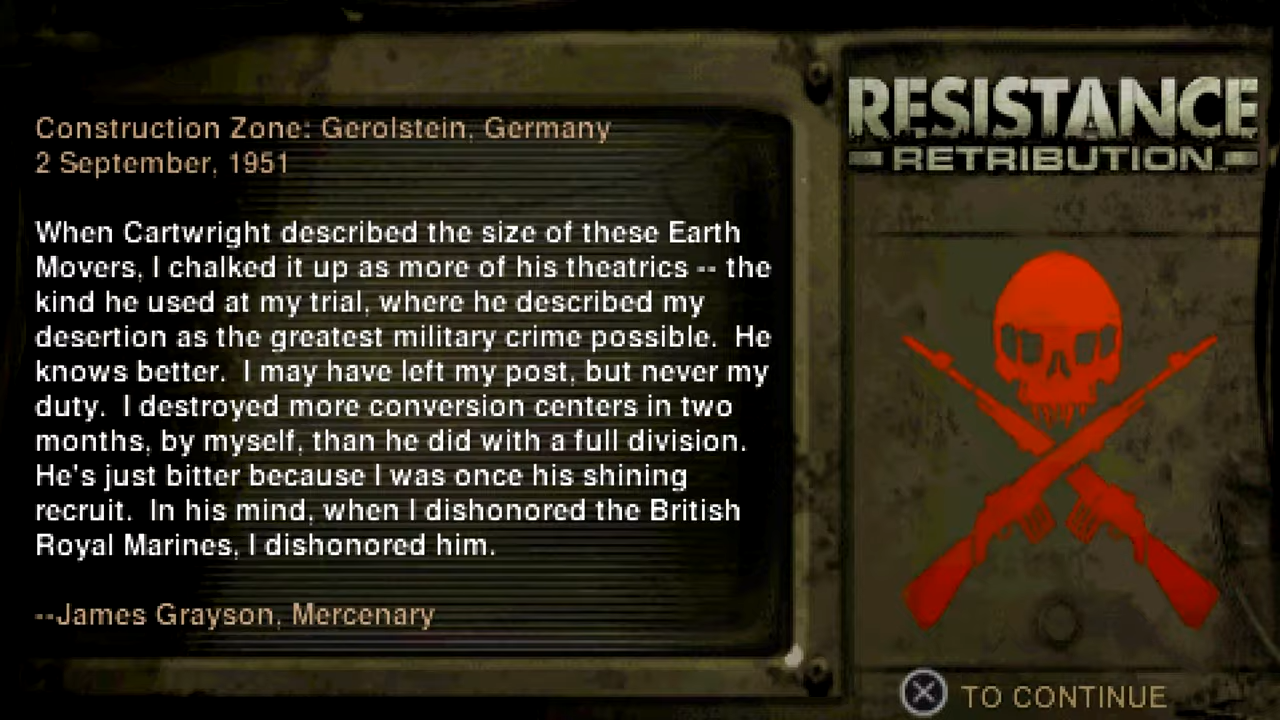 RESISTANCE
RETRIBUTION™
Construction Zone: Gerolstein, Germany
2 September, 1951
When Cartwright described the size of these Earth
Movers, I chalked it up as more of his theatrics -- the
kind he used at my trial, where he described my
desertion as the greatest military crime possible.  He
knows better.  I may have left my post, but never my
duty.  I destroyed more conversion centers in two
months, by myself, than he did with a full division.
He's just bitter because I was once his shining
recruit.  In his mind, when I dishonored the British
Royal Marines, I dishonored him.
--James Grayson, Mercenary
TO CONTINUE